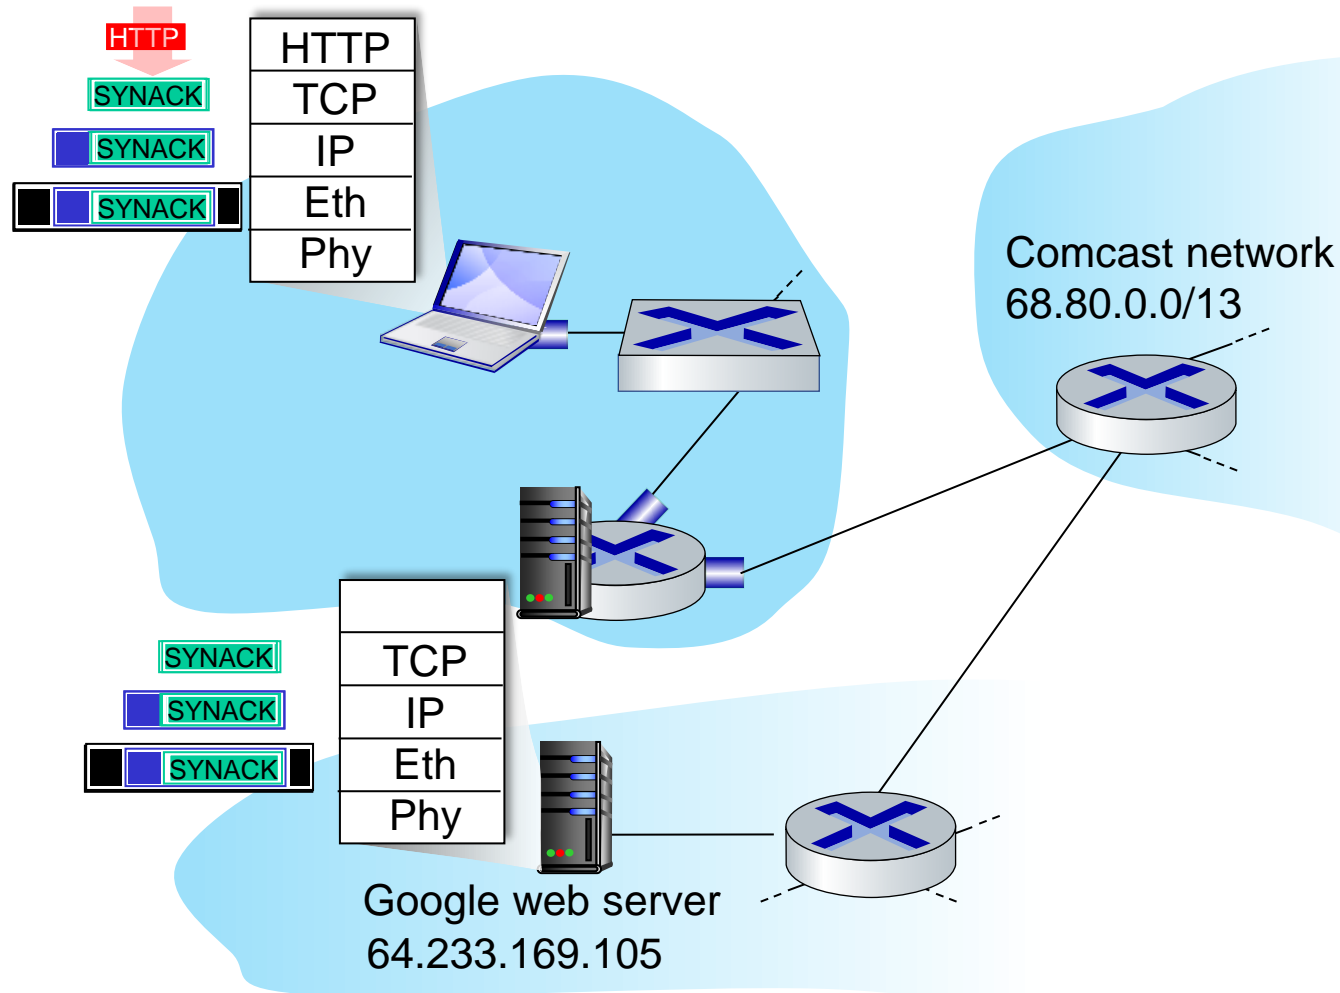 HTTP
SYNACK
SYNACK
SYNACK
HTTP
TCP
IP
Eth
Phy
Comcast network
68.80.0.0/13
SYNACK
SYNACK
SYNACK
TCP
IP
Eth
Phy
Google web server
64.233.169.105